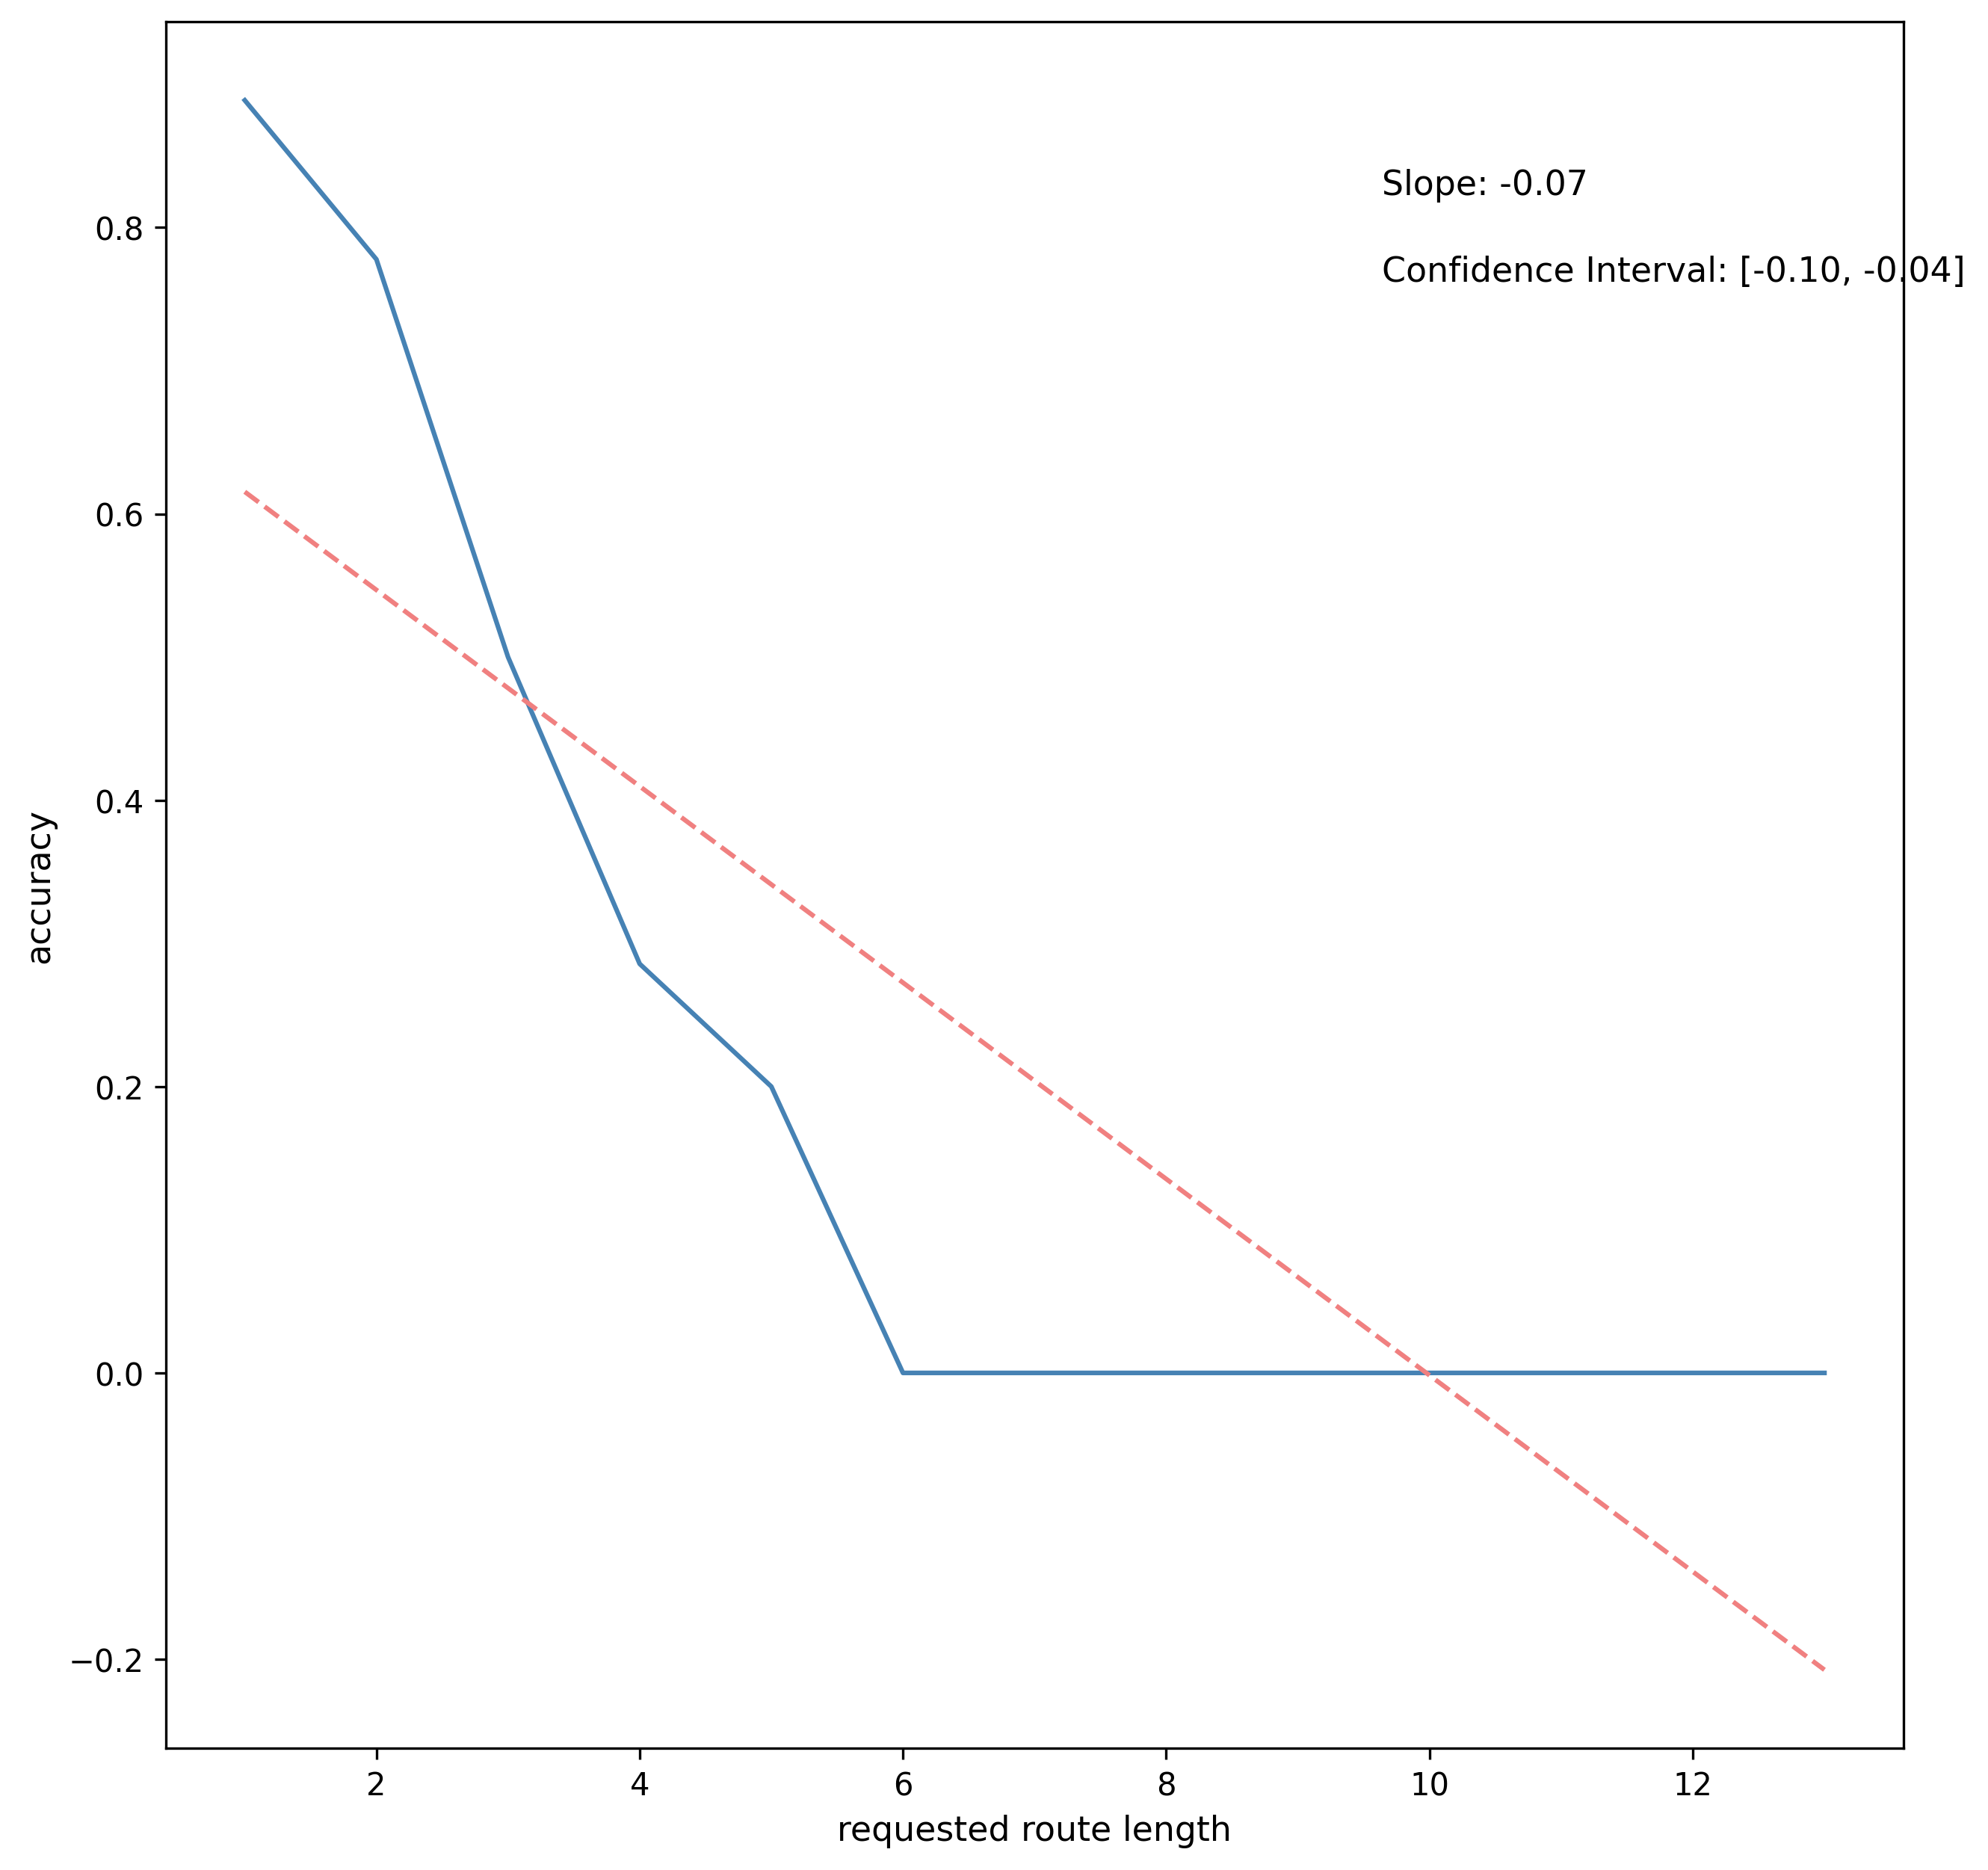 Slope: -0.07
Confidence Interval: [-0.10, -0.04]
accuracy
0.8
0.6
0.4
0.2
0.0
−0.2
2 4 6 8 10 12
requested route length